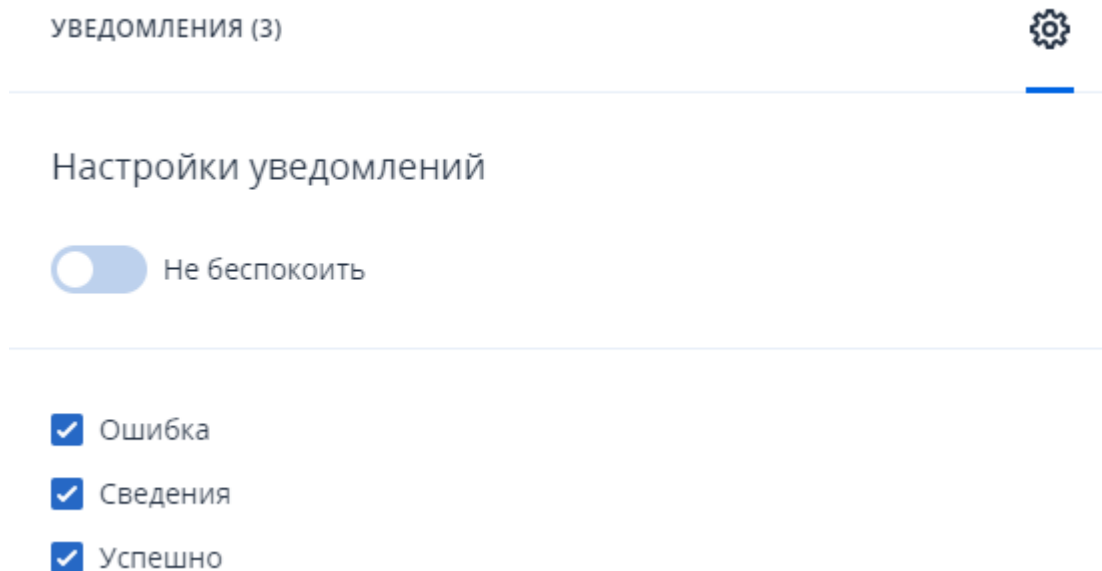 УВЕДОМЛЕНИЯ (3)
Настройки уведомлений
Не беспокоить
Ошибка
Сведения
Успешно